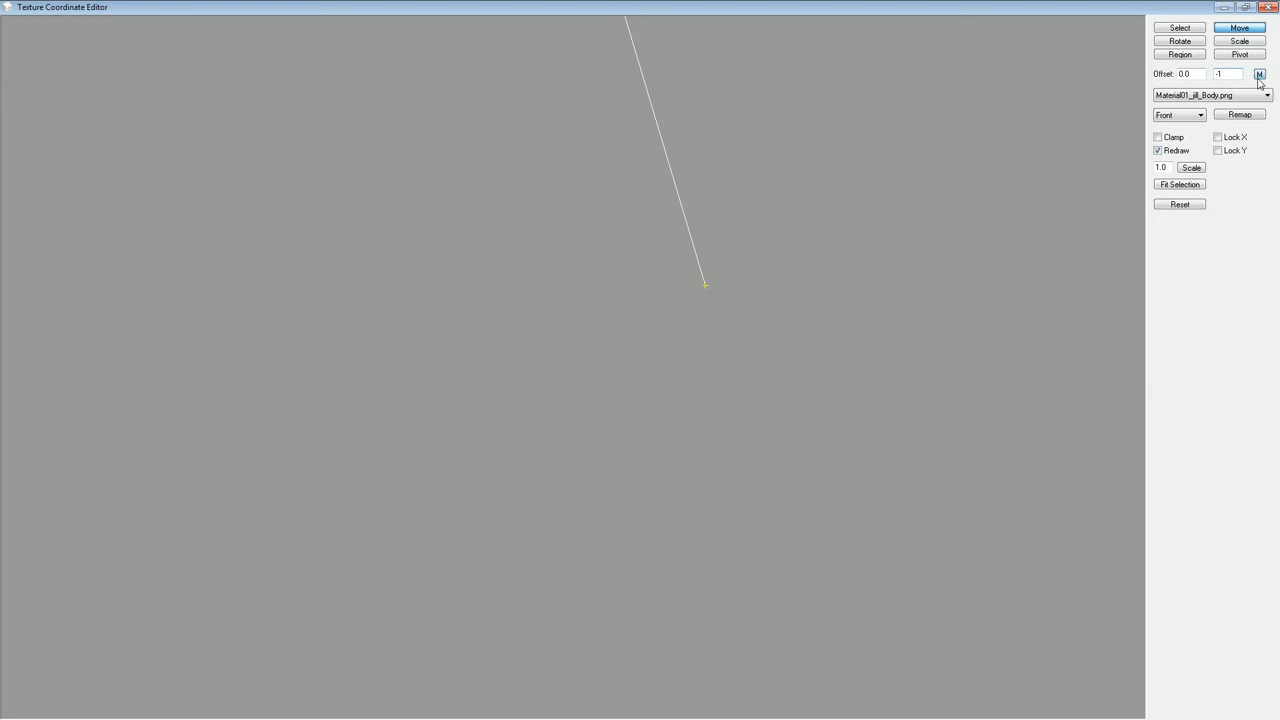 Texture Coordinate Editor
Select Move
Rotate Scale
Region Pivot
Offset: 0.0 -1 M
Material01_jill_Body.png
Front Remap
Clamp Lock X
Redraw Lock Y
1.0 Scale
Fit Selection
Reset